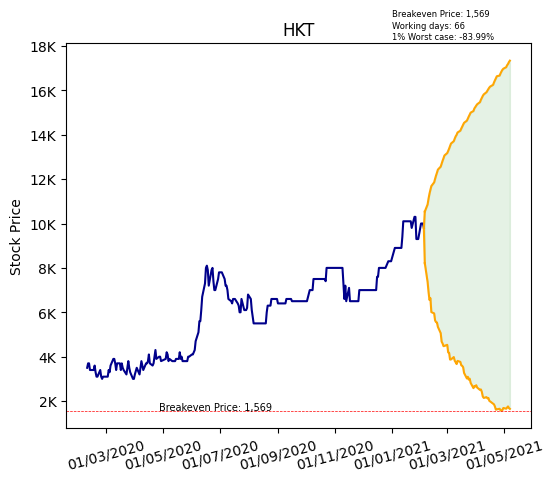 Breakeven Price: 1,569
Working days: 66
1% Worst case: -83.99%
HKT
18K
16K
14K
12K
10K
8K
6K
4K
2K
Stock Price
Breakeven Price: 1,569
01/03/2020
01/05/2020
01/07/2020
01/09/2020
01/11/2020
01/01/2021
01/03/2021
01/05/2021